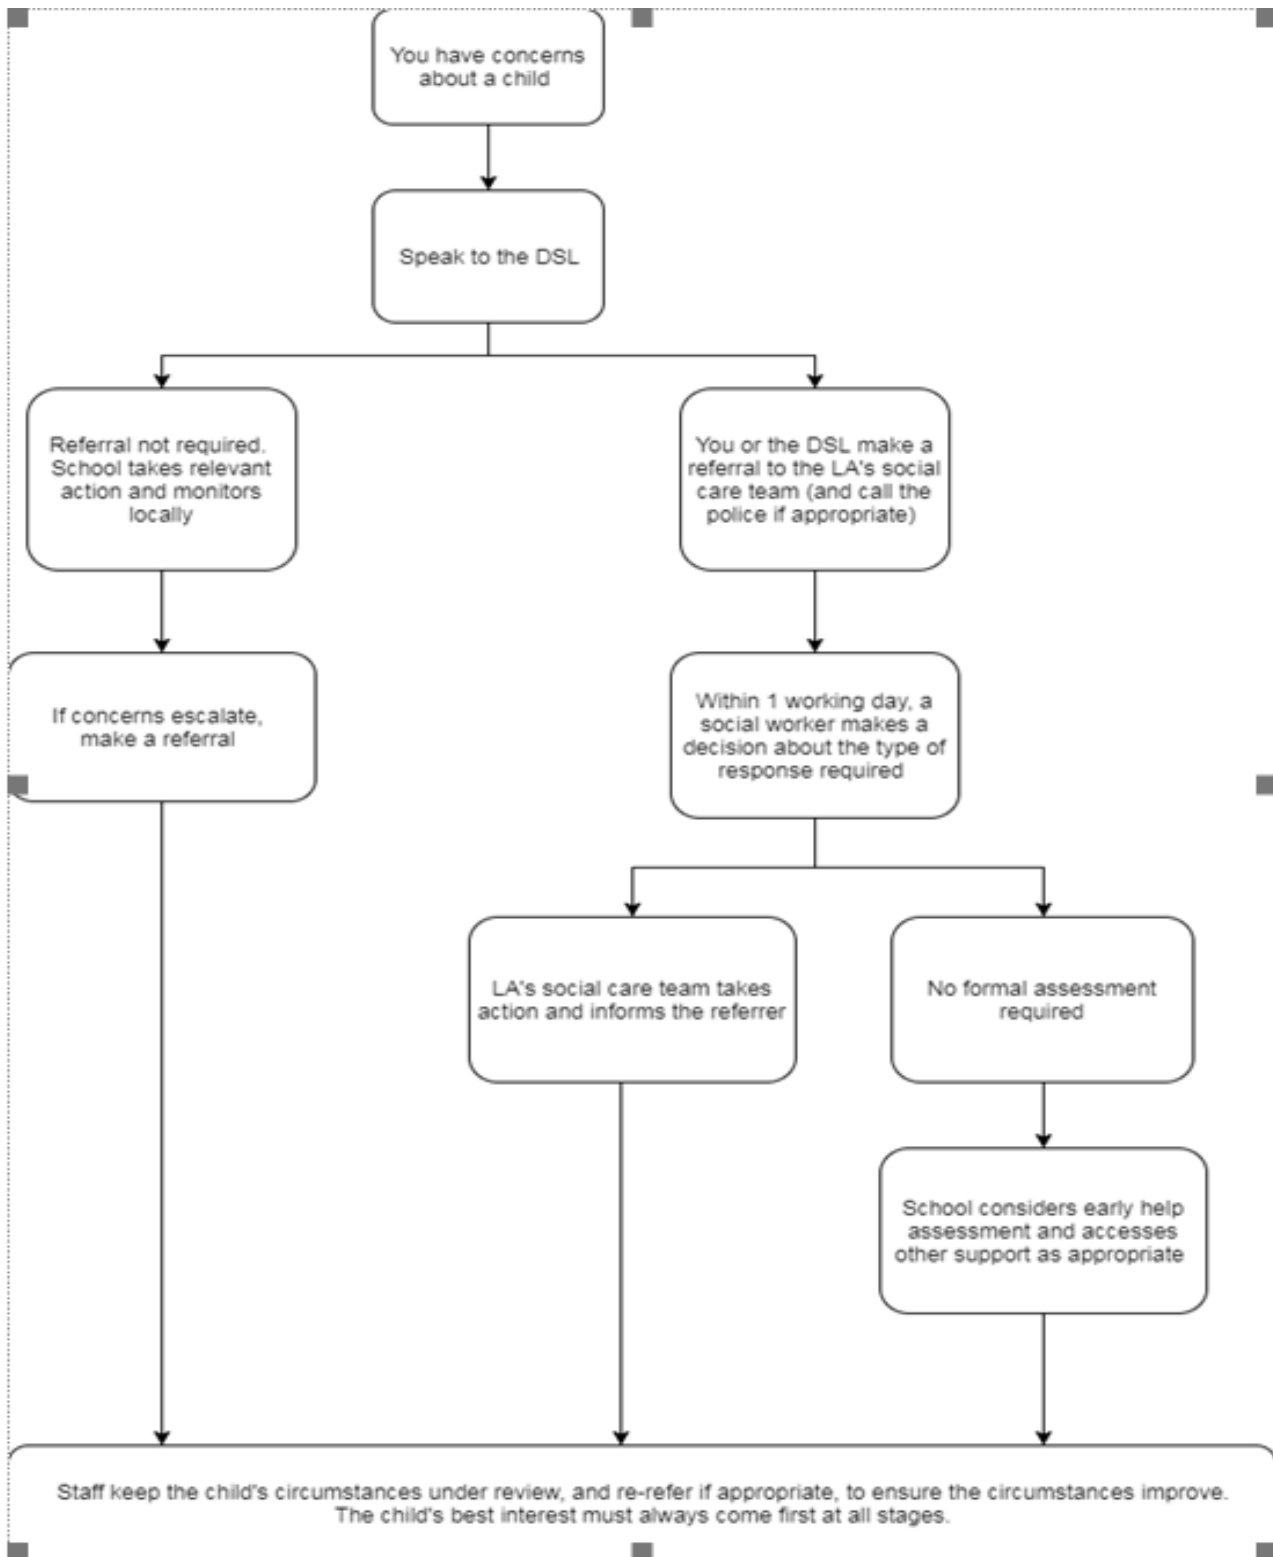 You have concerns
about a child
Speak to the DSL
Referral not required.
School takes relevant
action and monitors
locally
You or the DSL make a
referral to the LA's social
care team (and call the
police if appropriate)
If concerns escalate,
make a referral
Within 1 working day, a
social worker makes a
decision about the type of
response required
LA's social care team takes
action and informs the referrer
No formal assessment
required
School considers early help
assessment and accesses
other support as appropriate
Staff keep the child's circumstances under review, and re-refer if appropriate, to ensure the circumstances improve.
The child's best interest must always come first at all stages.